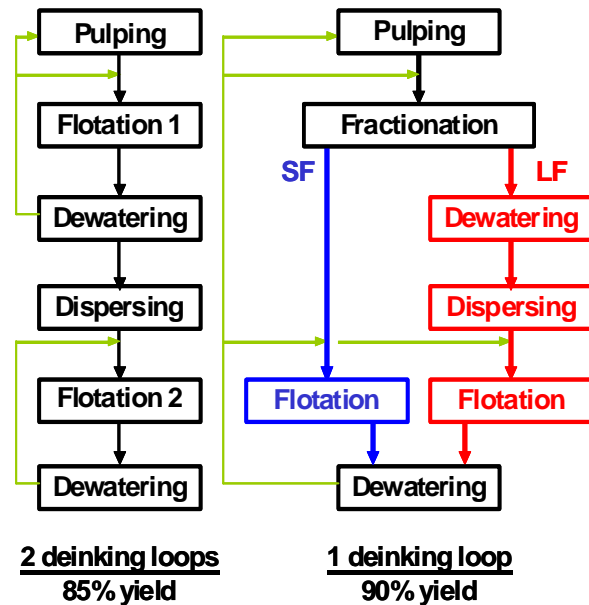 Pulping
Flotation 1
Dewatering
Dispersing
Flotation 2
Dewatering
2 deinking loops
85% yield
Pulping
Fractionation
SF
LF
Dewatering
Dispersing
Flotation
Flotation
Dewatering
1 deinking loop
90% yield